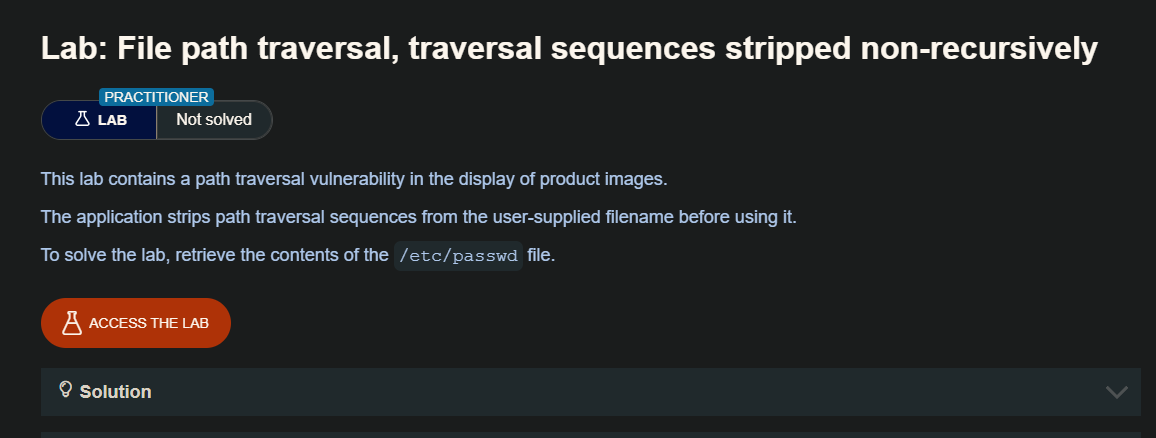 Lab: File path traversal, traversal sequences stripped non-recursively
PRACTITIONER
LAB
Not solved
This lab contains a path traversal vulnerability in the display of product images.
The application strips path traversal sequences from the user-supplied filename before using it.
To solve the lab, retrieve the contents of the /etc/passwd file.
ACCESS THE LAB
Solution